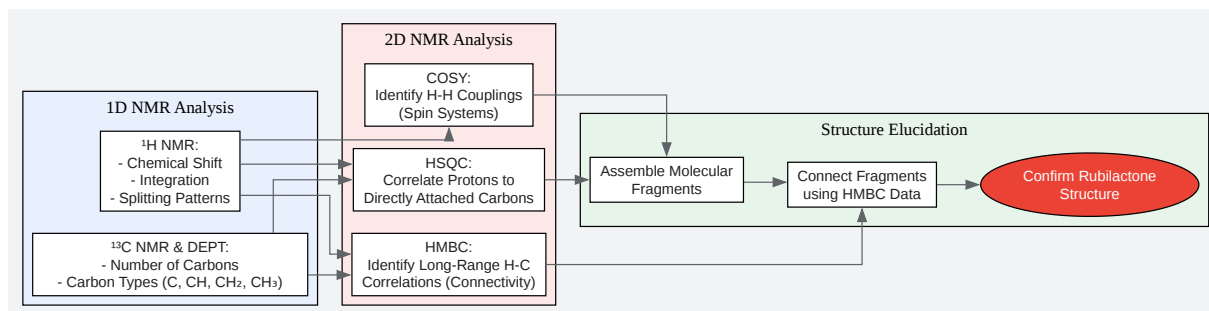 1D NMR Analysis
¹H NMR:
- Chemical Shift
- Integration
- Splitting Patterns
¹³C NMR & DEPT:
- Number of Carbons
- Carbon Types (C, CH, CH₂, CH₃)
2D NMR Analysis
COSY:
Identify H-H Couplings
(Spin Systems)
HSQC:
Correlate Protons to
Directly Attached Carbons
HMBC:
Identify Long-Range H-C
Correlations (Connectivity)
Structure Elucidation
Assemble Molecular
Fragments
Connect Fragments
using HMBC Data
Confirm Rubilactone
Structure